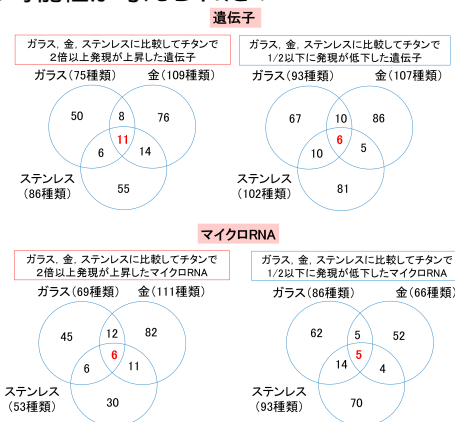 遺伝子
ガラス, 金, ステンレスに比較してチタンで
2倍以上発現が上昇した遺伝子
ガラス, 金, ステンレスに比較してチタンで
1/2以下に発現が低下した遺伝子
ガラス(75種類) 金(109種類)
50 8 76
11
6 14
ステンレス
(86種類)
55
ガラス(93種類) 金(107種類)
67 10 86
6
10 5
ステンレス
(102種類)
81
マイクロRNA
ガラス, 金, ステンレスに比較してチタンで
2倍以上発現が上昇したマイクロRNA
ガラス, 金, ステンレスに比較してチタンで
1/2以下に発現が低下したマイクロRNA
ガラス(69種類) 金(111種類)
45 12 82
6
6 11
ステンレス
(53種類)
30
ガラス(86種類) 金(66種類)
62 5 52
5
14 4
ステンレス
(93種類)
70